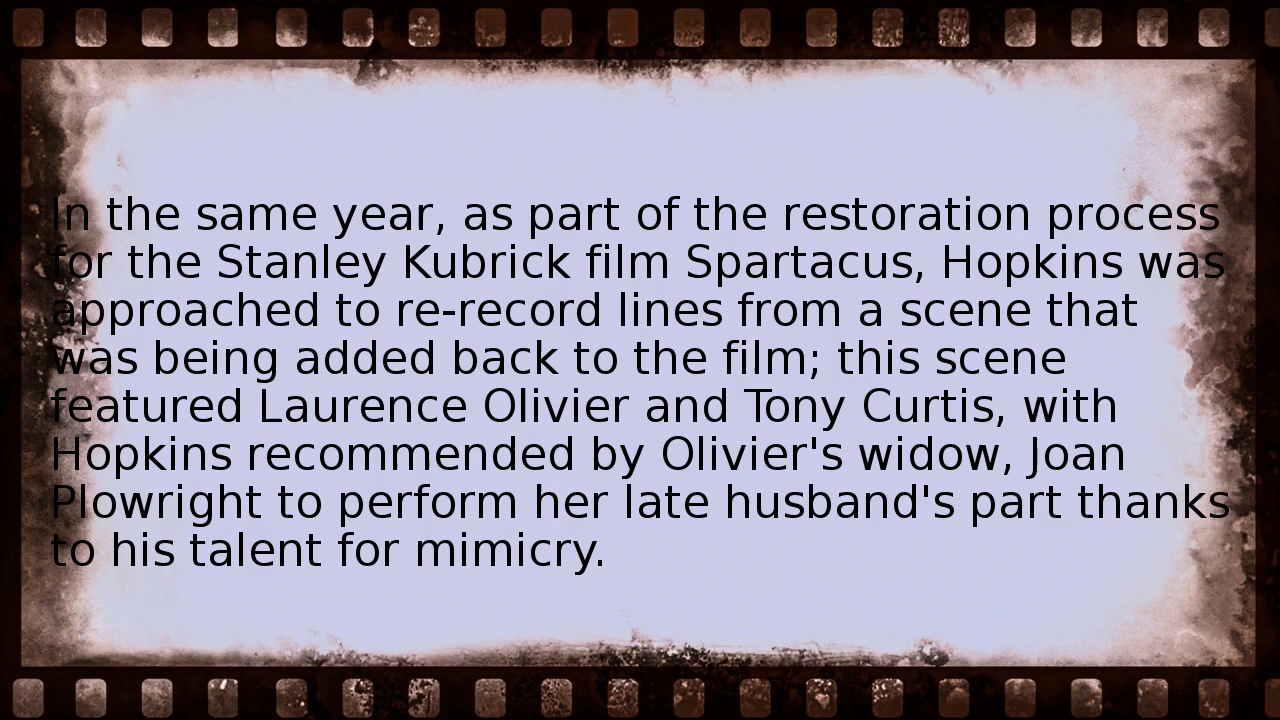 In the same year, as part of the restoration process
for the Stanley Kubrick film Spartacus, Hopkins was
approached to re-record lines from a scene that
was being added back to the film; this scene
featured Laurence Olivier and Tony Curtis, with
Hopkins recommended by Olivier's widow, Joan
Plowright to perform her late husband's part thanks
to his talent for mimicry.